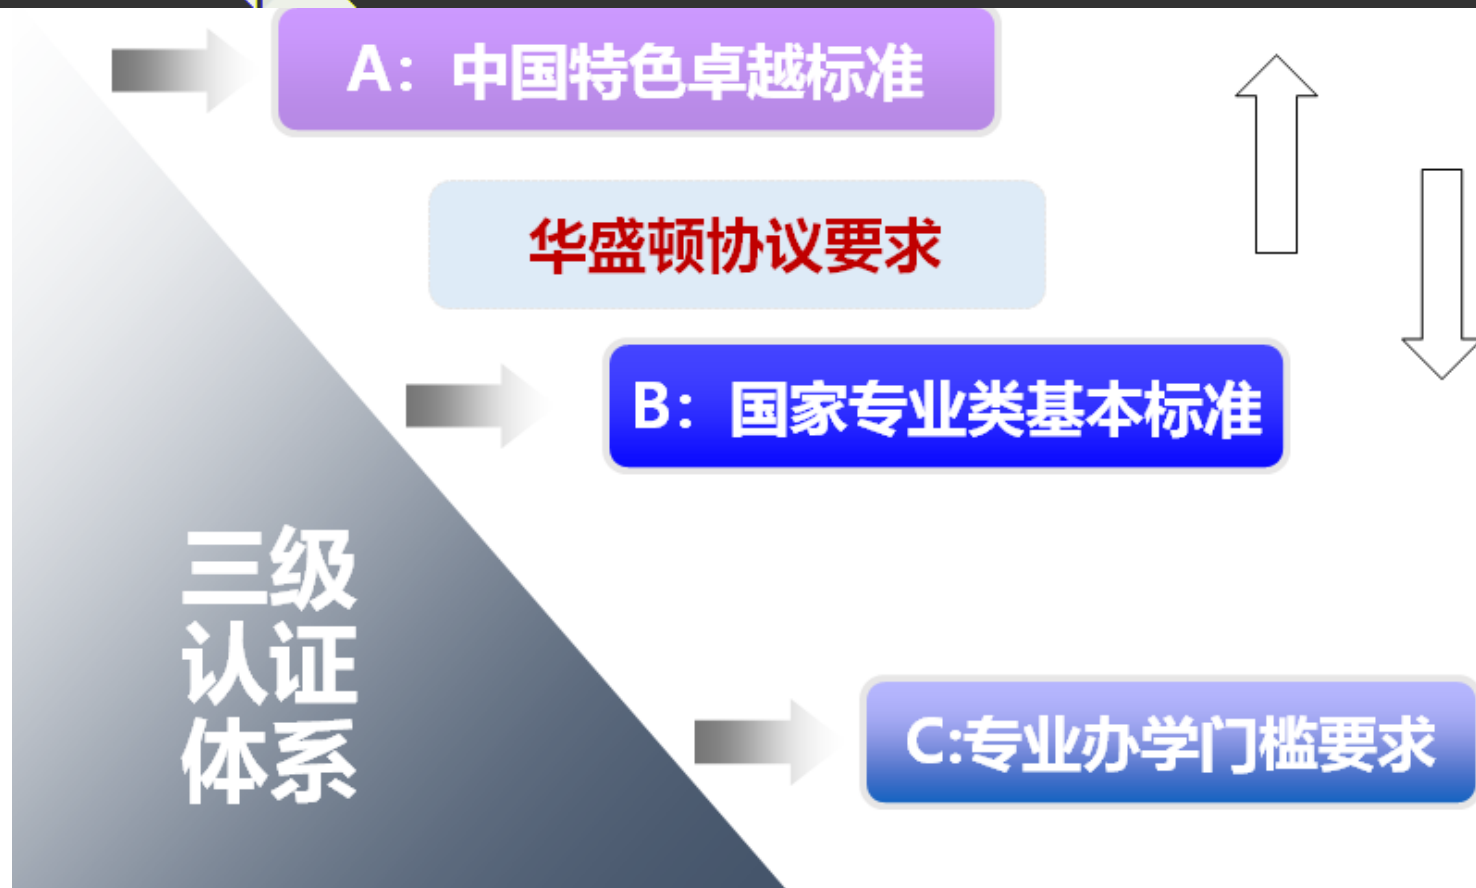 A：中国特色卓越标准
华盛顿协议要求
B：国家专业类基本标准
三级
认证
体系
C:专业办学门槛要求